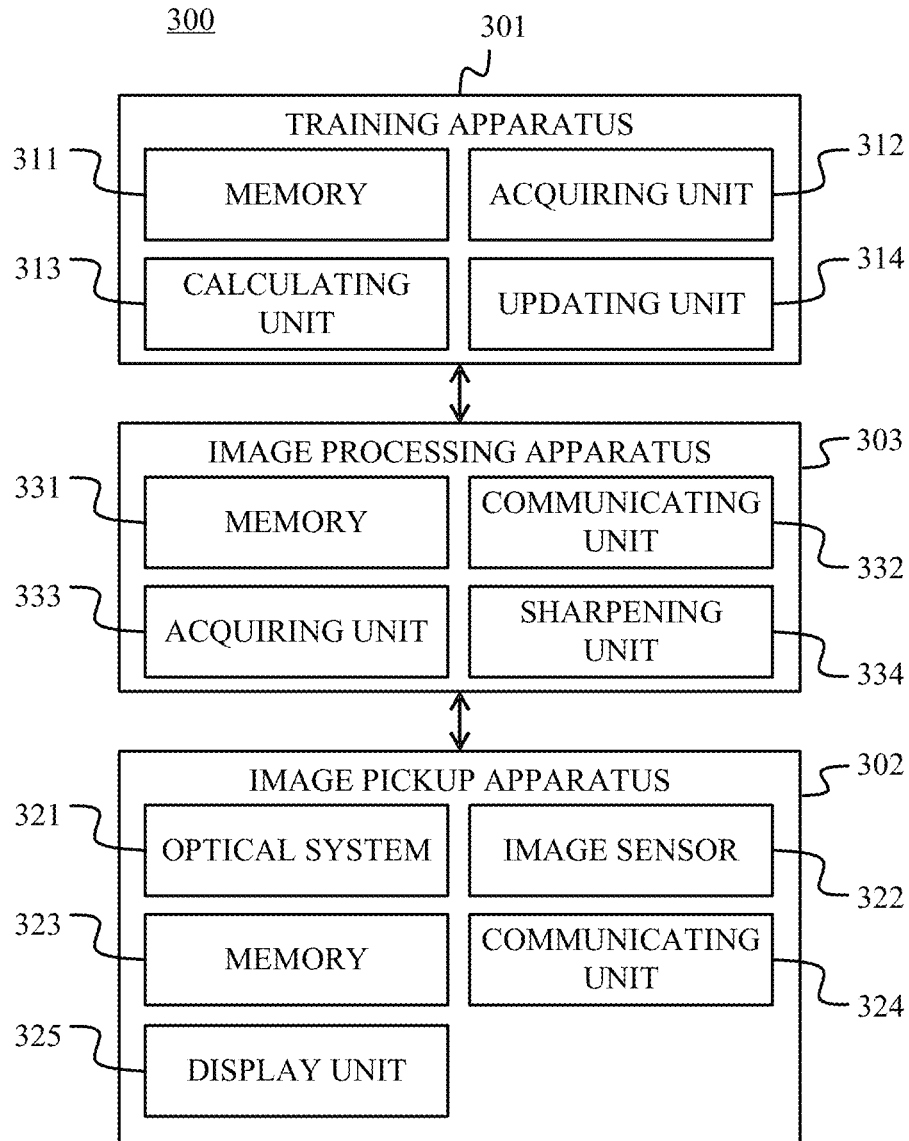 300
301
TRAINING APPARATUS
311
MEMORY
ACQUIRING UNIT
312
313
CALCULATING
UNIT
UPDATING UNIT
314
IMAGE PROCESSING APPARATUS
303
331
MEMORY
COMMUNICATING
UNIT
332
333
ACQUIRING UNIT
SHARPENING
UNIT
334
IMAGE PICKUP APPARATUS
302
321
OPTICAL SYSTEM
IMAGE SENSOR
322
323
MEMORY
COMMUNICATING
UNIT
324
325
DISPLAY UNIT